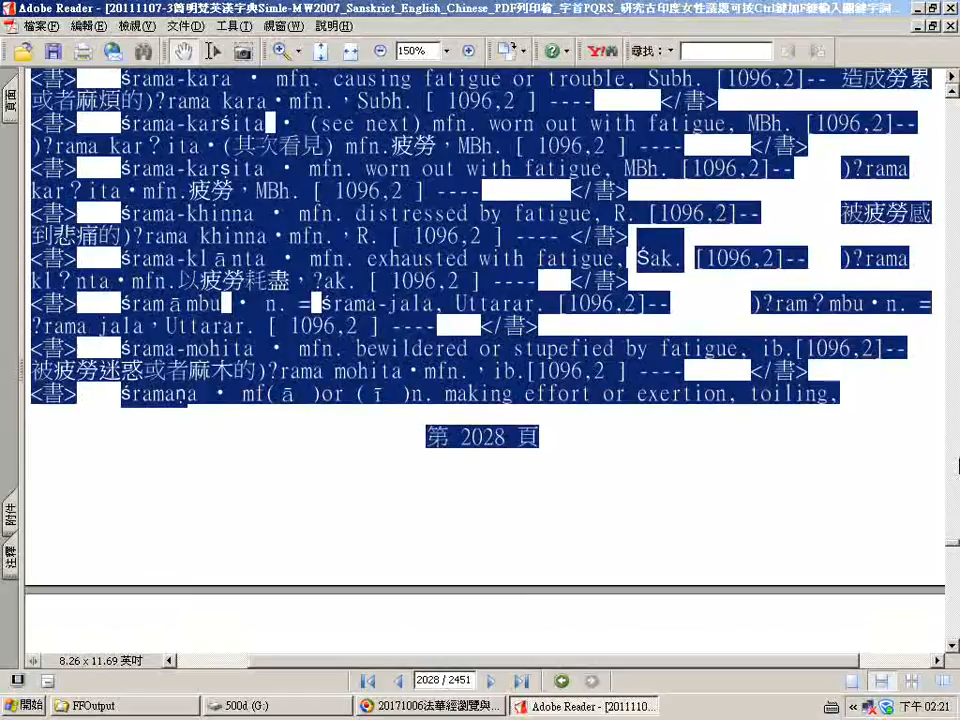 Adobe Reader - [20111107-3簡明梵英漢字典Simle-MW2007_Sanskrict_English_Chinese_PDF列印檔_字首PQRS_研究古印度女性議題可按Ctrl鍵加F鍵輸入關鍵字詞
檔案(F) 編輯(E) 檢視(V) 文件(D) 工具(T) 視窗(W) 說明(H)
150% 尋找:
頁面
<書> śrama-kara • mfn. causing fatigue or trouble, Subh. [1096,2]-- 造成勞累
或者麻煩的)?rama kara•mfn.，Subh. [ 1096,2 ] ---- </書>
<書> śrama-karśita • (see next) mfn. worn out with fatigue, MBh. [1096,2]--
)?rama kar？ita•(其次看見) mfn.疲勞，MBh. [ 1096,2 ] ---- </書>
<書> śrama-karṣita • mfn. worn out with fatigue, MBh. [1096,2]-- )?rama
kar？ita•mfn.疲勞，MBh. [ 1096,2 ] ---- </書>
<書> śrama-khinna • mfn. distressed by fatigue, R. [1096,2]-- 被疲勞感
到悲痛的)?rama khinna•mfn.，R. [ 1096,2 ] ---- </書>
<書> śrama-klānta • mfn. exhausted with fatigue, Śak. [1096,2]-- )?rama
kl？nta•mfn.以疲勞耗盡，?ak. [ 1096,2 ] ---- </書>
<書> śramāmbu • n. = śrama-jala, Uttarar. [1096,2]-- )?ram？mbu•n. =
?rama jala，Uttarar. [ 1096,2 ] ---- </書>
<書> śrama-mohita • mfn. bewildered or stupefied by fatigue, ib.[1096,2]--
被疲勞迷惑或者麻木的)?rama mohita•mfn.，ib.[1096,2 ] ---- </書>
<書> śramaṇa • mf(ā)or (ī)n. making effort or exertion, toiling,
第 2028 頁
附件
注釋
8.26 x 11.69 英吋
2028 / 2451
開始 FFOutput 500d (G:) 20171006法華經瀏覽與... Adobe Reader - [2011110... 下午 02:21